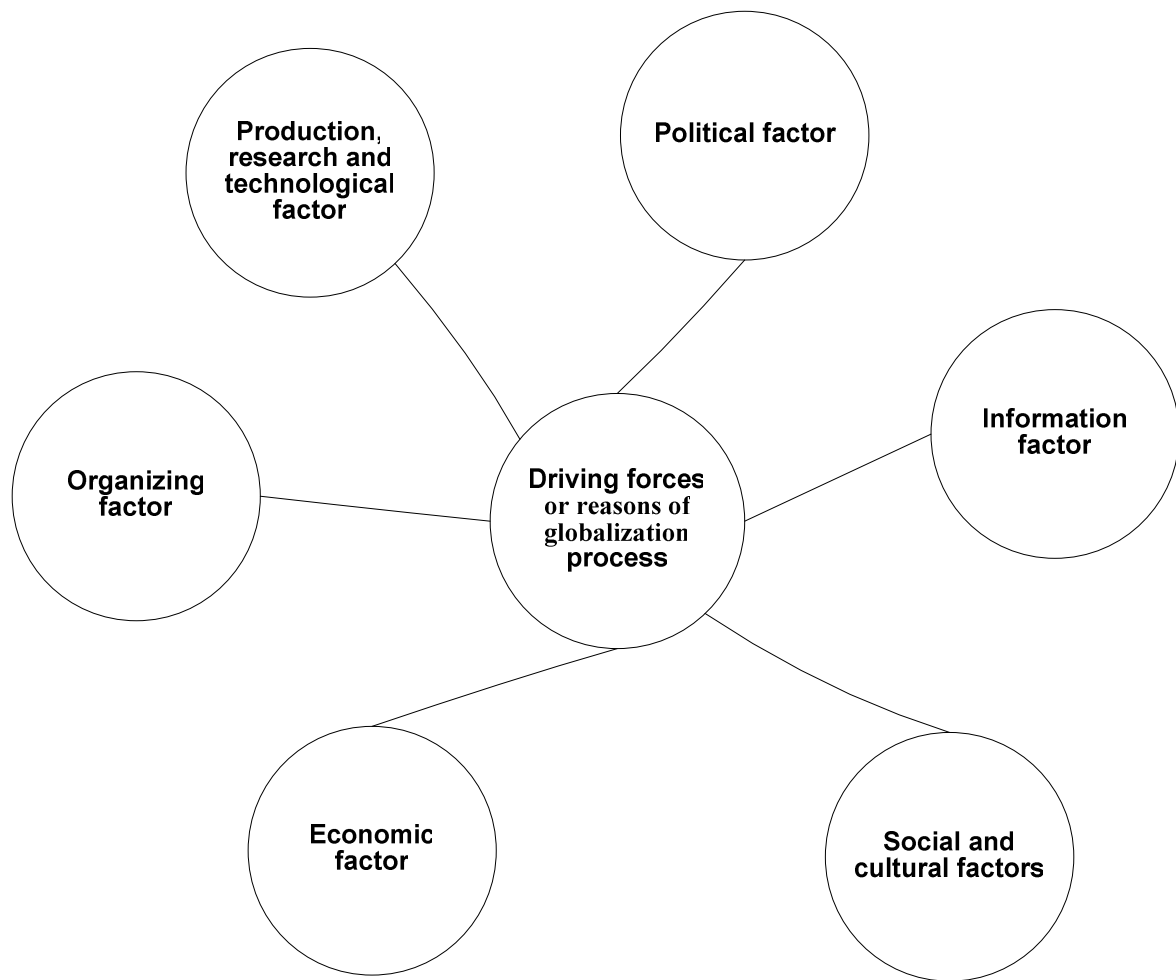 Production,
research and
technological
factor
Political factor
Information
factor
Organizing
factor
Driving forces
or reasons of
globalization
process
Economic
factor
Social and
cultural factors